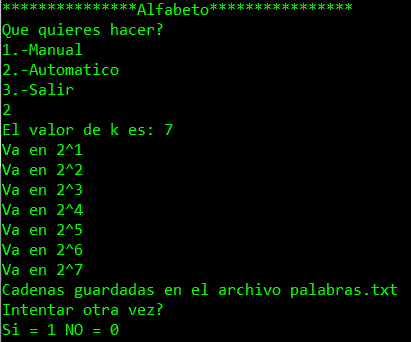 ***************Alfabeto****************
Que quieres hacer?
1.-Manual
2.-Automatico
3.-Salir
2
El valor de k es: 7
Va en 2^1
Va en 2^2
Va en 2^3
Va en 2^4
Va en 2^5
Va en 2^6
Va en 2^7
Cadenas guardadas en el archivo palabras.txt
Intentar otra vez?
Si = 1 NO = 0